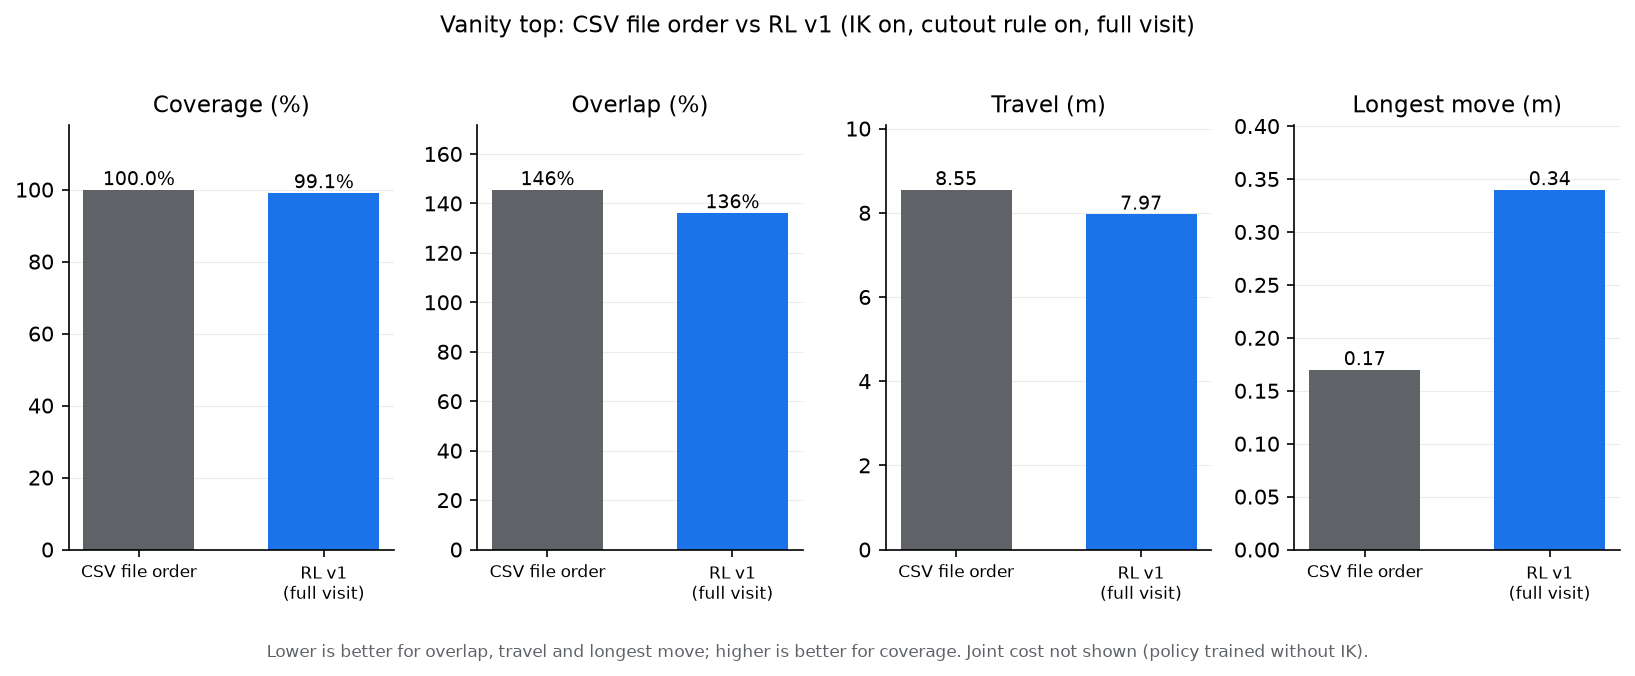 Vanity top: CSV file order vs RL v1 (IK on, cutout rule on, full visit)
Coverage (%)
100
80
60
40
20
0
100.0%
99.1%
CSV file order
RL v1
(full visit)
Overlap (%)
160
140
120
100
80
60
40
20
0
146%
136%
CSV file order
RL v1
(full visit)
Travel (m)
10
8
6
4
2
0
8.55
7.97
CSV file order
RL v1
(full visit)
Longest move (m)
0.40
0.35
0.30
0.25
0.20
0.15
0.10
0.05
0.00
0.17
0.34
CSV file order
RL v1
(full visit)
Lower is better for overlap, travel and longest move; higher is better for coverage. Joint cost not shown (policy trained without IK).